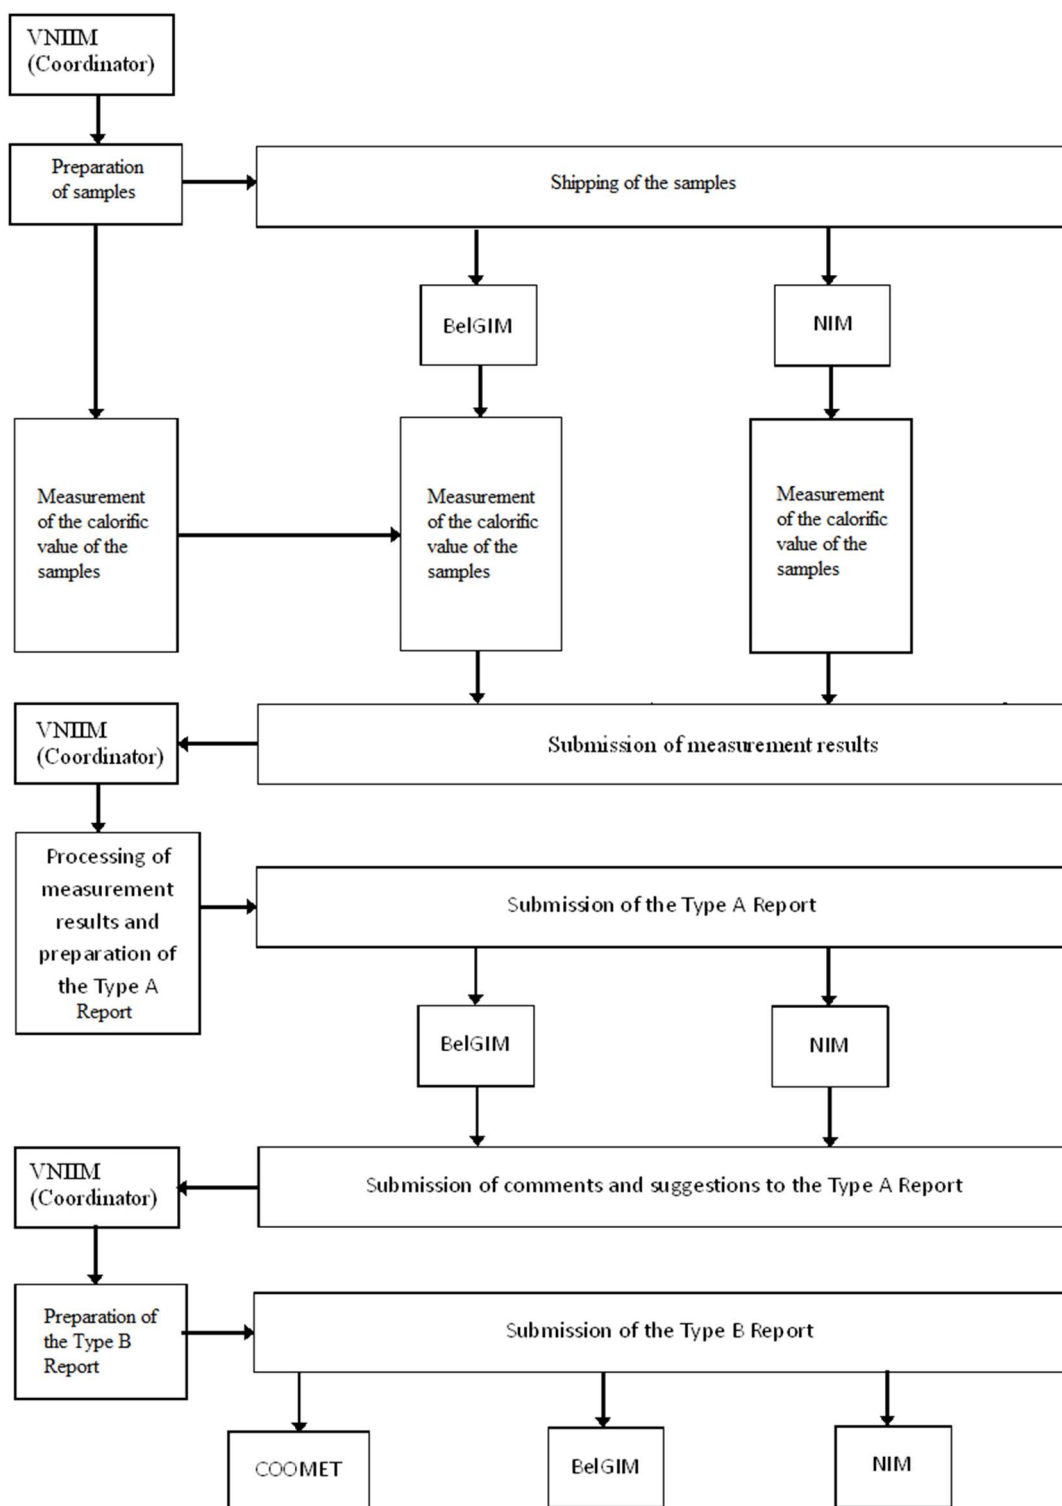 VNIIM
(Coordinator)
Preparation
of samples
Shipping of the samples
BelGIM
NIM
Measurement
of the calorific
value of the
samples
Measurement
of the calorific
value of the
samples
Measurement
of the calorific
value of the
samples
VNIIM
(Coordinator)
Submission of measurement results
Processing of
measurement
results and
preparation of
the Type A
Report
Submission of the Type A Report
BelGIM
NIM
VNIIM
(Coordinator)
Submission of comments and suggestions to the Type A Report
Preparation of
the Type B
Report
Submission of the Type B Report
COOMET
BelGIM
NIM